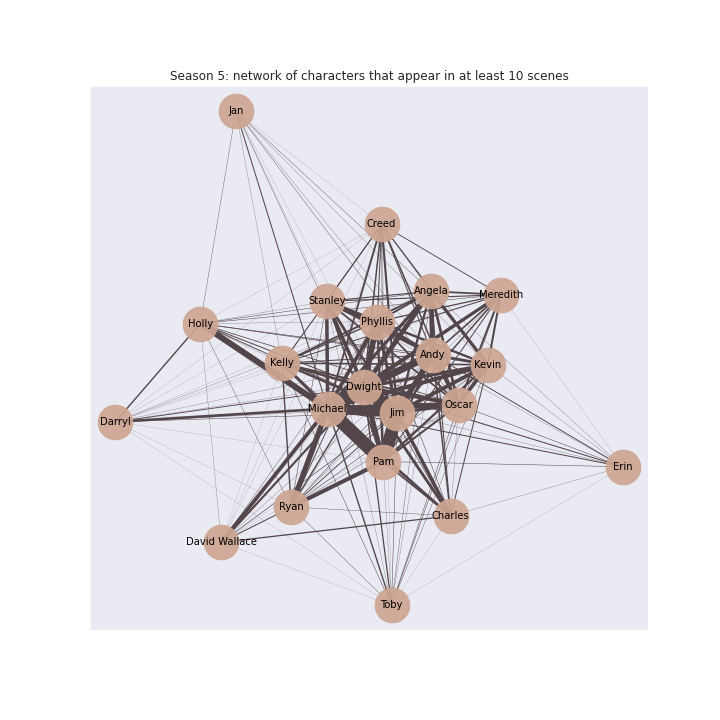 Season 5: network of characters that appear in at least 10 scenes
Jan
Creed
Angela
Meredith
Stanley
Phyllis
Holly
Andy
Kelly
Kevin
Dwight
Oscar
Michael
Jim
Darryl
Pam
Erin
Ryan
Charles
David Wallace
Toby